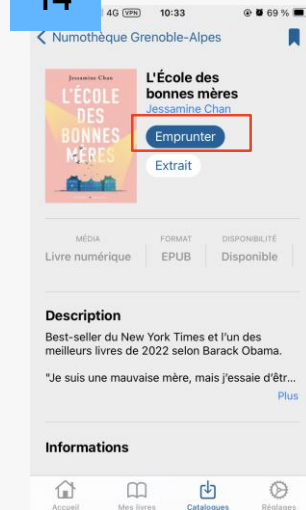 14
4G VPN 10:33 69 %
Numothèque Grenoble-Alpes
Jessamine Chan
L'ÉCOLE
DES
BONNES
MÈRES
L'École des
bonnes mères
Jessamine Chan
Emprunter
Extrait
MÉDIA
Livre numérique
FORMAT
EPUB
DISPONIBILITÉ
Disponible
Description
Best-seller du New York Times et l'un des
meilleurs livres de 2022 selon Barack Obama.
"Je suis une mauvaise mère, mais j'essaie d'êtr...
Plus
Informations
Accueil
Mes livres
Catalogues
Réglages